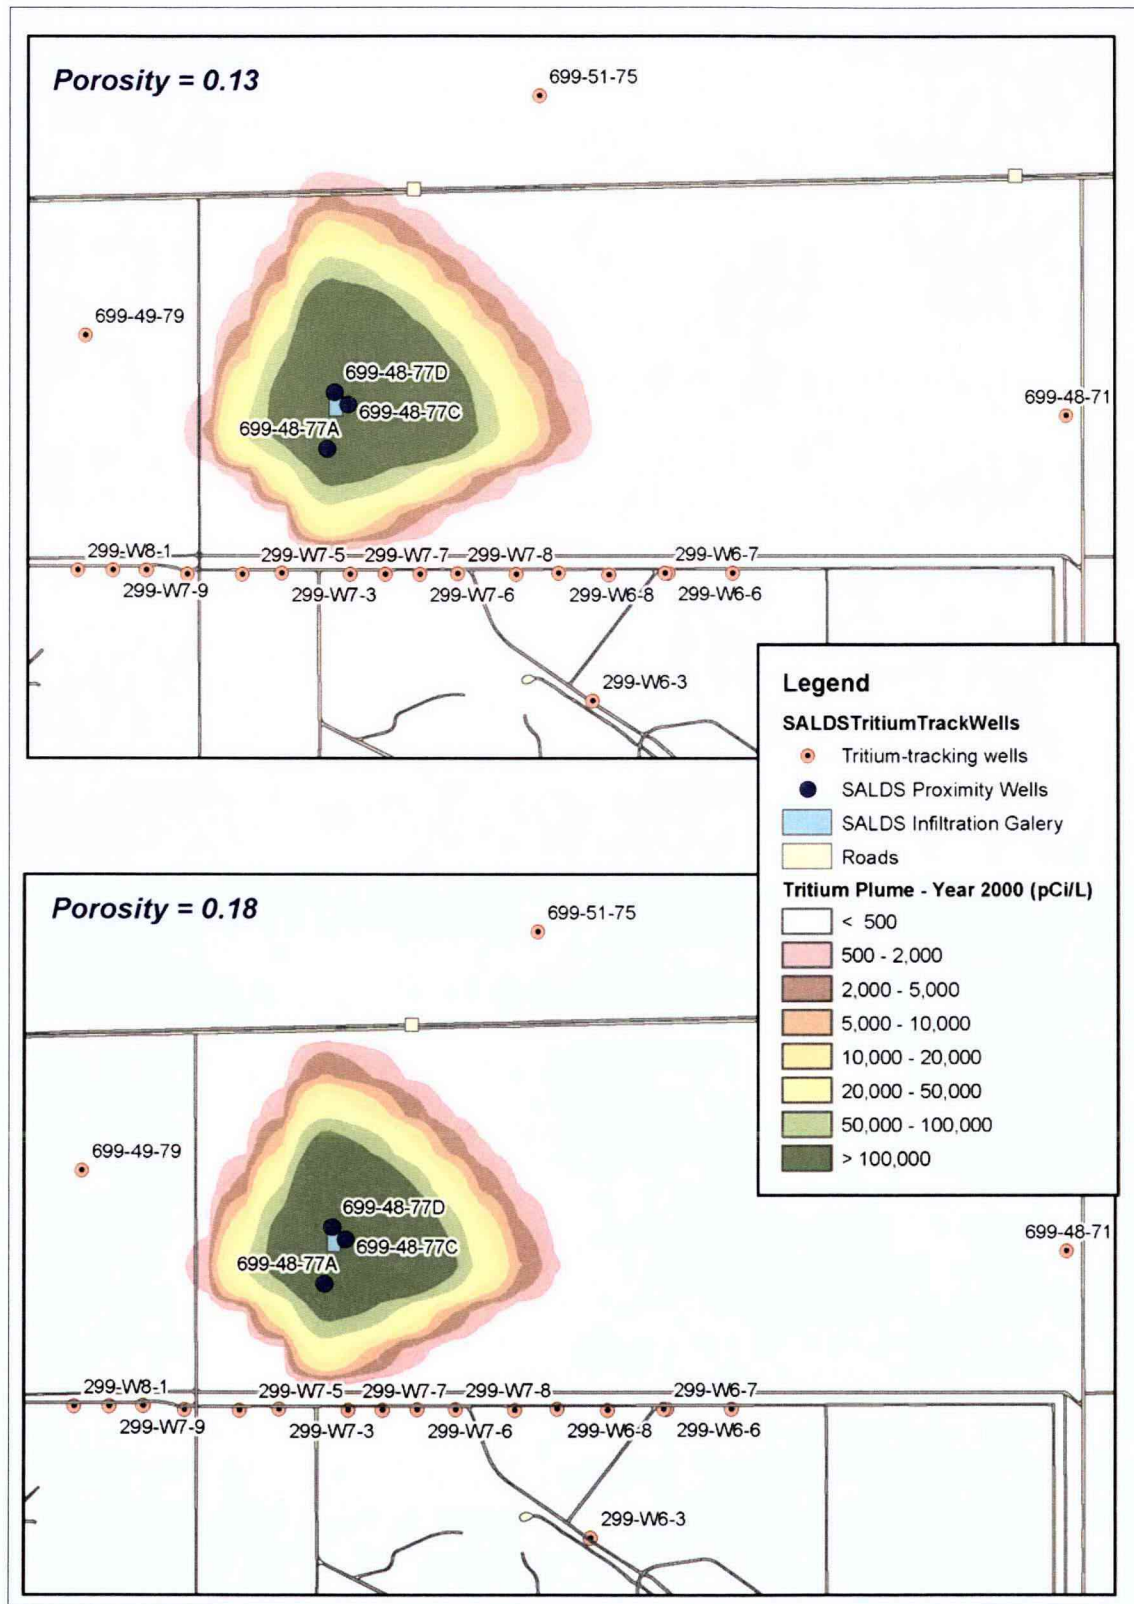 Porosity = 0.13
699-51-75
699-49-79
699-48-77D
699-48-77C
699-48-71
699-48-77A
299-W8-1
299-W7-5
299-W7-7
299-W7-8
299-W6-7
299-W7-9
299-W7-3
299-W7-6
299-W6-8
299-W6-6
299-W6-3
Legend
SALDSTritiumTrackWells
Tritium-tracking wells
SALDS Proximity Wells
SALDS Infiltration Galery
Roads
Tritium Plume - Year 2000 (pCi/L)
< 500
500 - 2,000
2,000 - 5,000
5,000 - 10,000
10,000 - 20,000
20,000 - 50,000
50,000 - 100,000
> 100,000
Porosity = 0.18
699-51-75
699-49-79
699-48-77D
699-48-77C
699-48-71
699-48-77A
299-W8-1
299-W7-5
299-W7-7
299-W7-8
299-W6-7
299-W7-9
299-W7-3
299-W7-6
299-W6-8
299-W6-6
299-W6-3